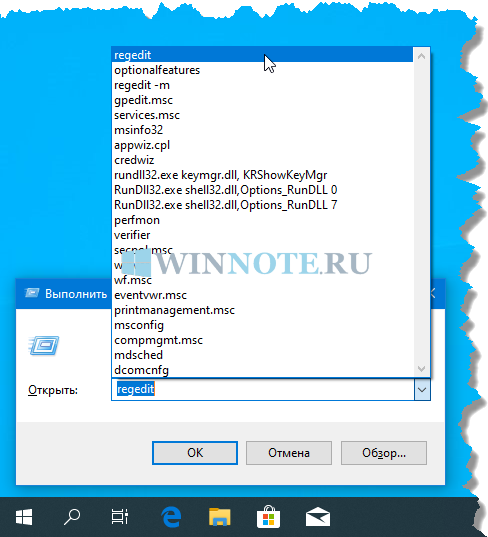 regedit
optionalfeatures
regedit -m
gpedit.msc
services.msc
msinfo32
appwiz.cpl
credwiz
rundll32.exe keymgr.dll, KRShowKeyMgr
RunDll32.exe shell32.dll,Options_RunDLL 0
RunDll32.exe shell32.dll,Options_RunDLL 7
perfmon
verifier
secpol.msc
WINNOTE.RU
wf.msc
eventvwr.msc
printmanagement.msc
msconfig
compmgmt.msc
mdsched
dcomcnfg
Выполнить
Открыть:
regedit
OK
Отмена
Обзор...